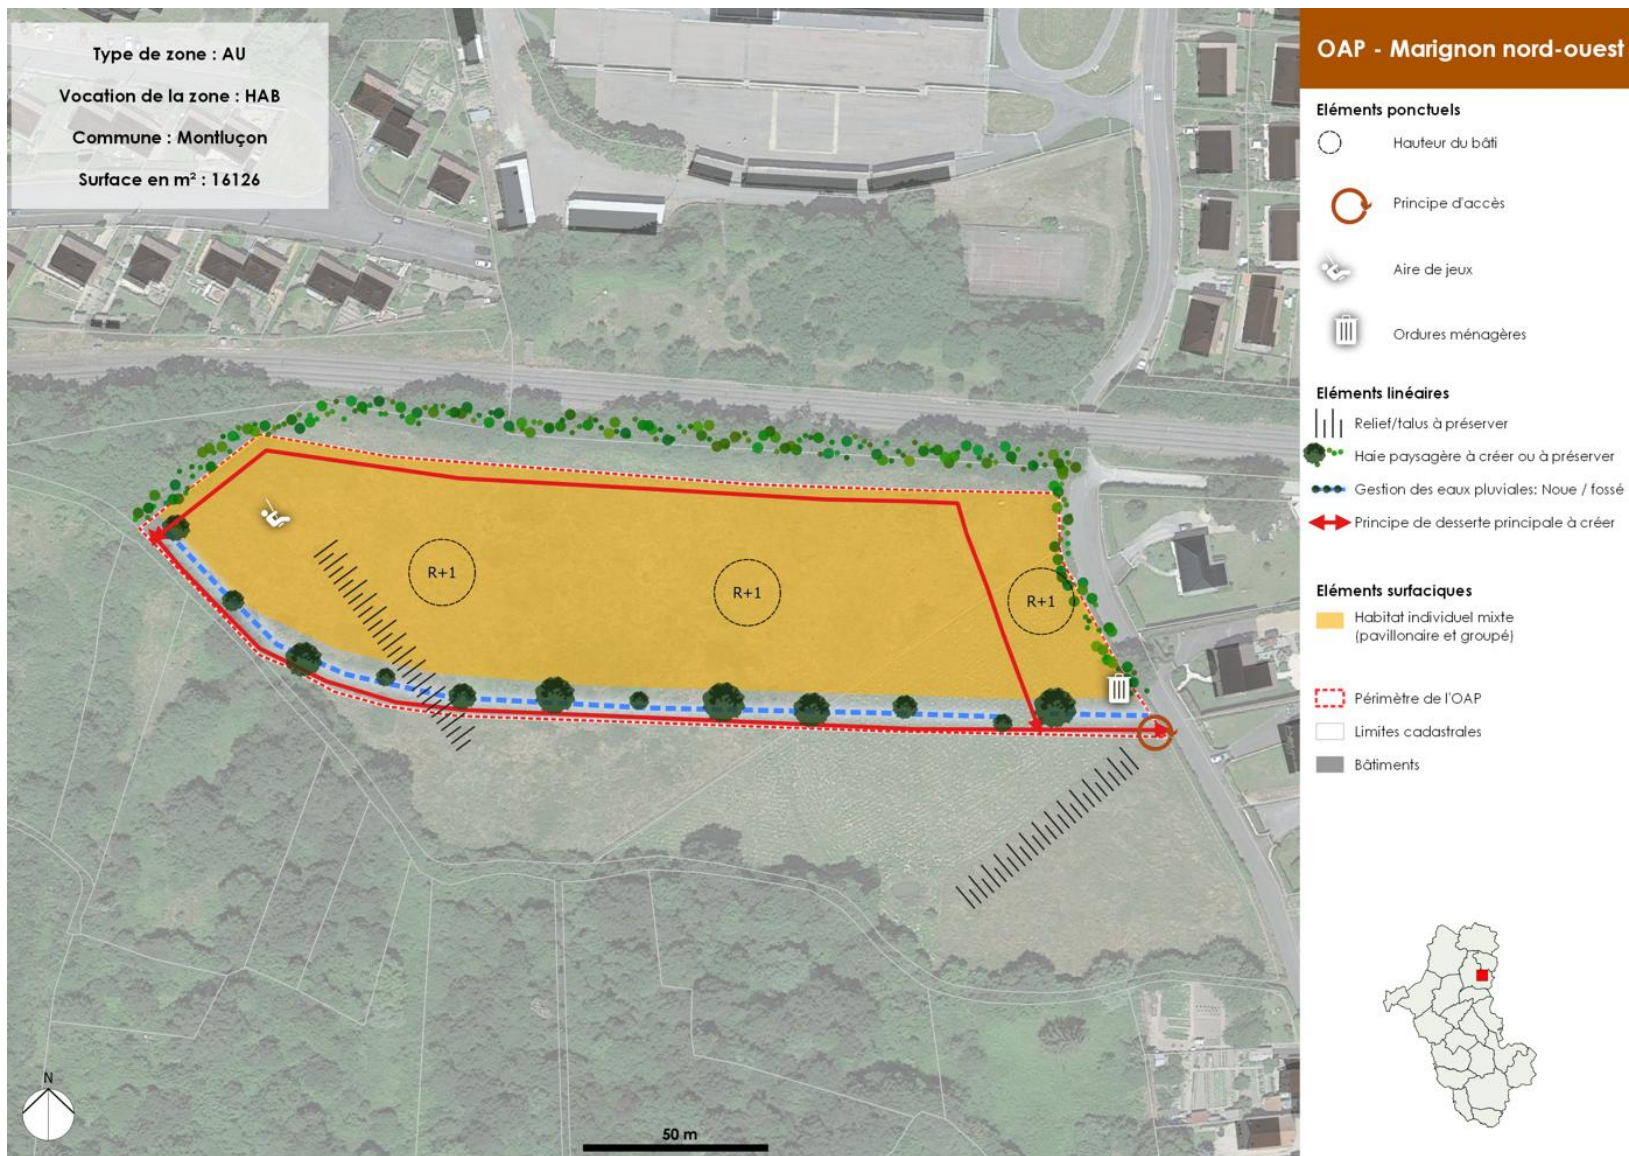 Type de zone : AU
Vocation de la zone : HAB
Commune : Montluçon
Surface en m² : 16126
R+1
R+1
R+1
N
50 m
OAP - Marignon nord-ouest
Eléments ponctuels
Hauteur du bâti
Principe d'accès
Aire de jeux
Ordures ménagères
Eléments linéaires
Relief/talus à préserver
Haie paysagère à créer ou à préserver
Gestion des eaux pluviales: Noue / fossé
Principe de desserte principale à créer
Eléments surfaciques
Habitat individuel mixte
(pavillonaire et groupé)
Périmètre de l'OAP
Limites cadastrales
Bâtiments